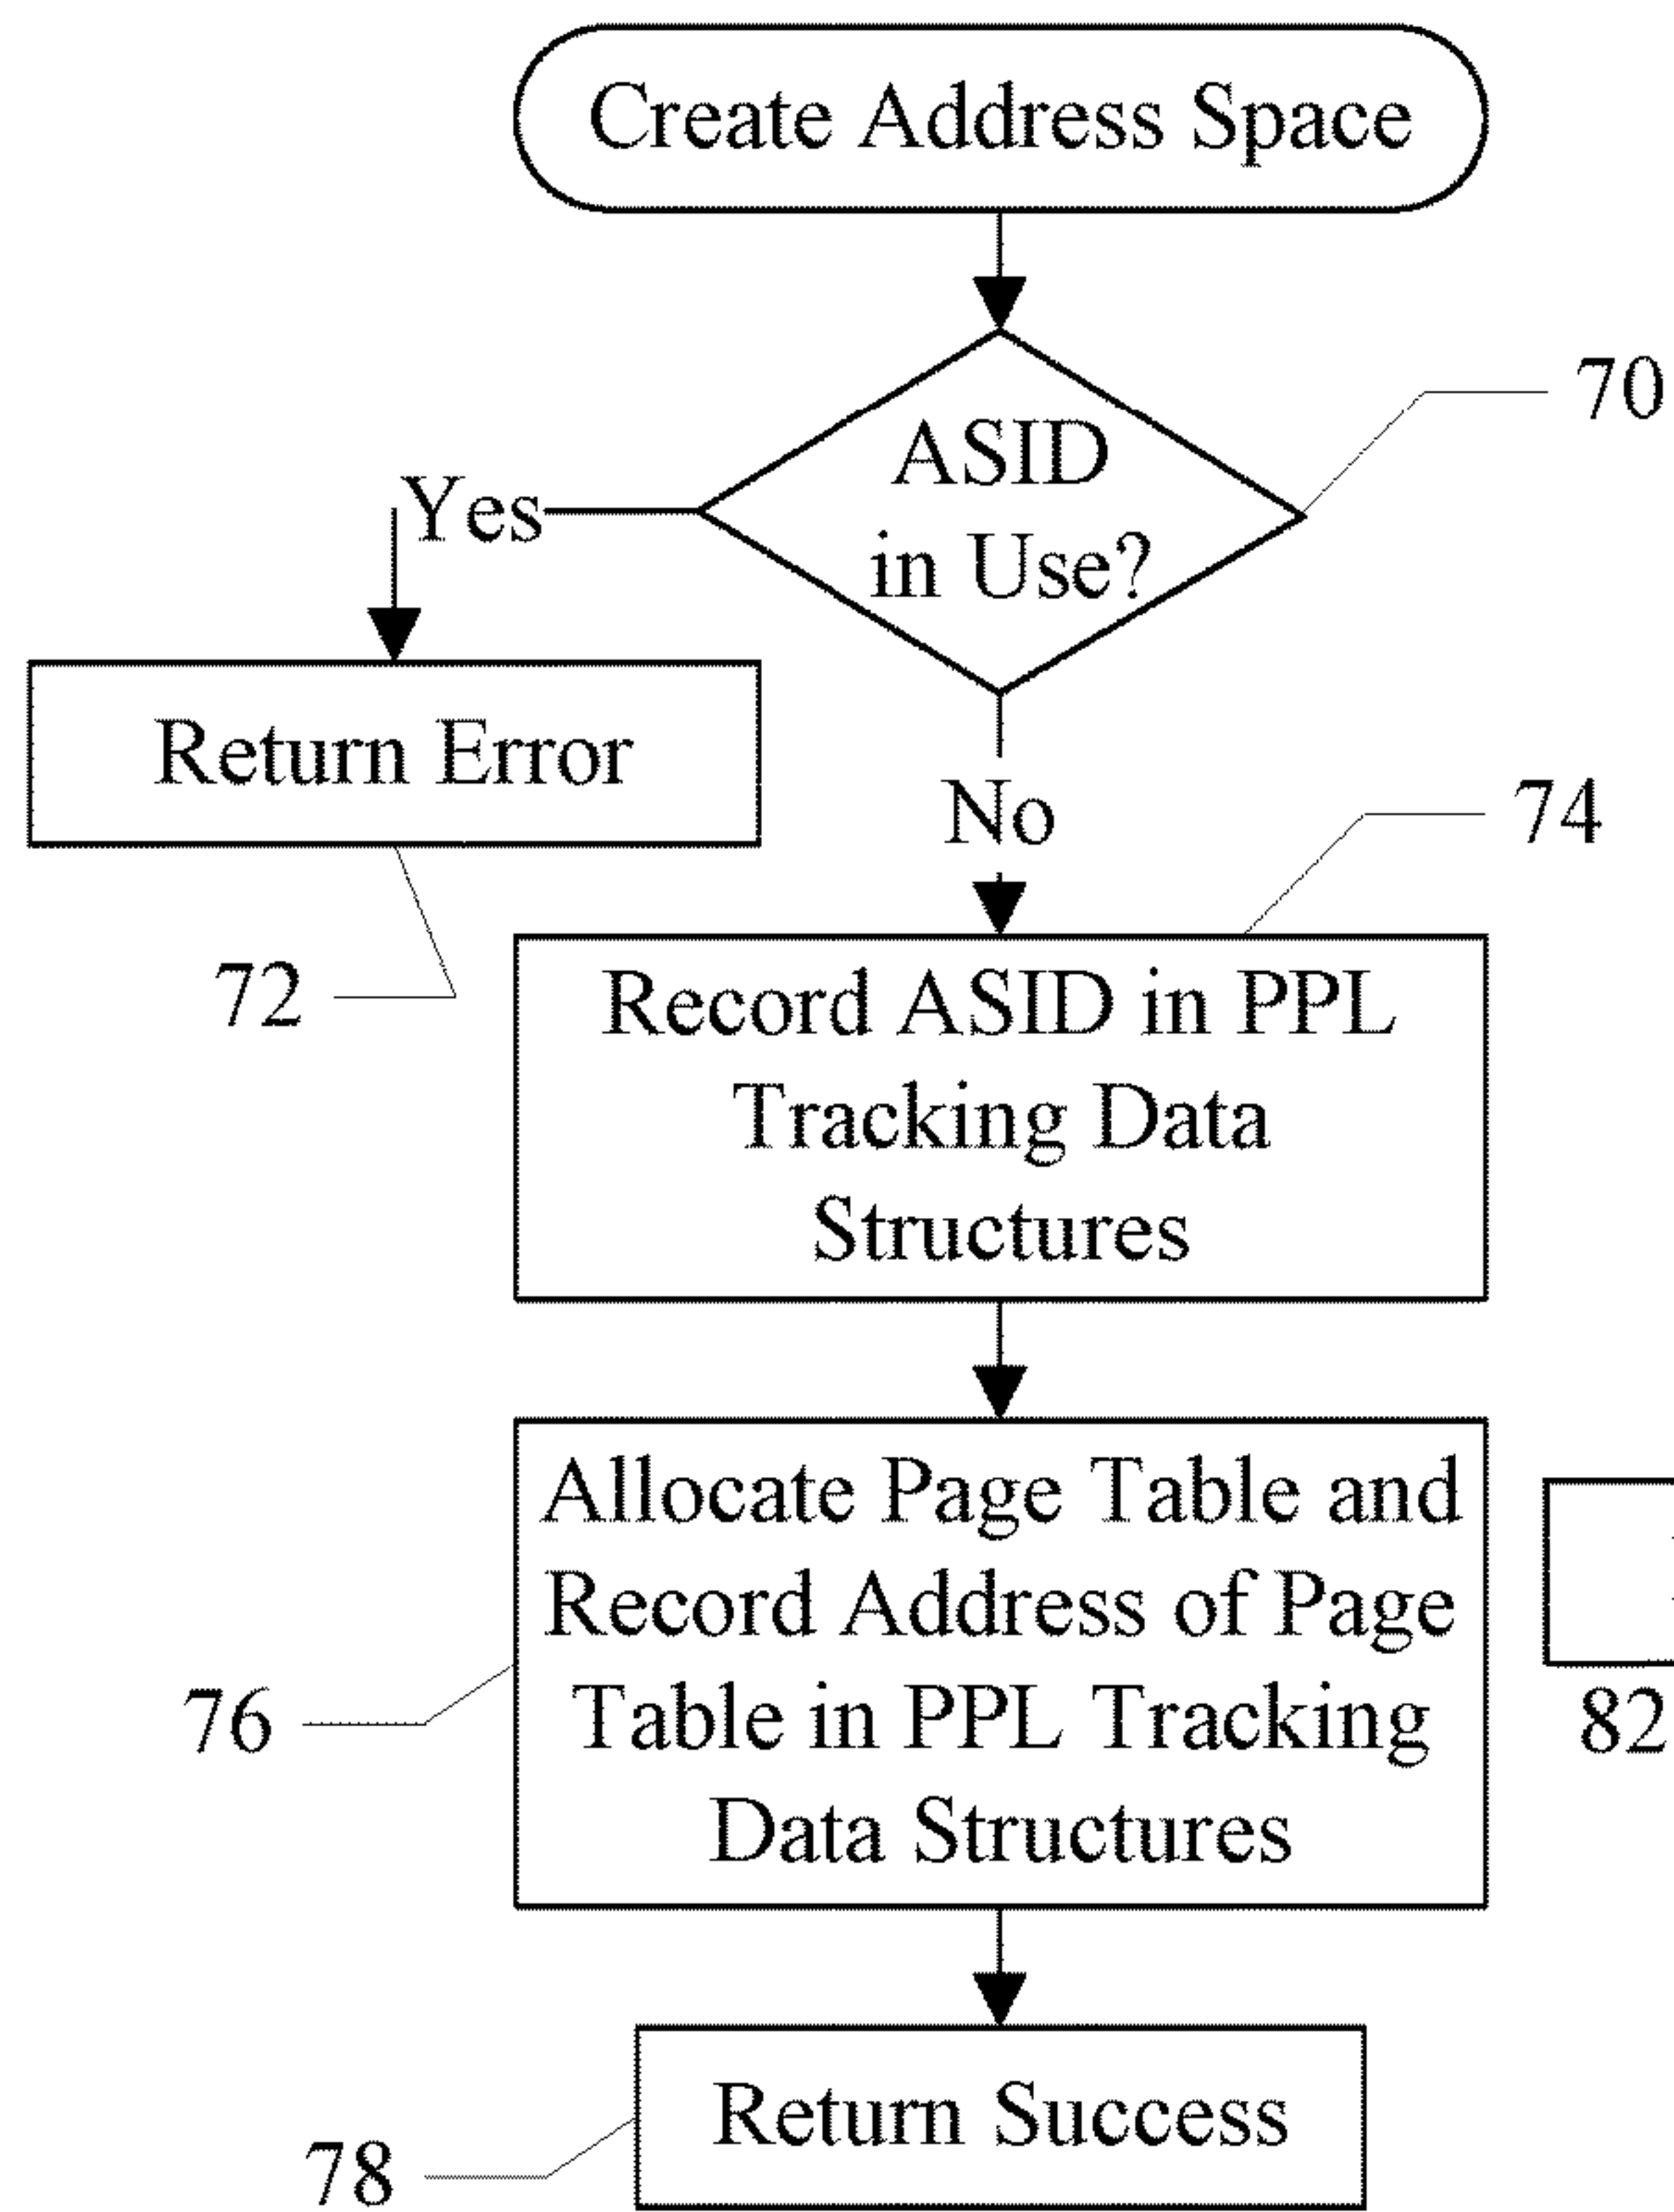 Create Address Space
70
ASID
in Use?
Yes
Return Error
No
74
72
Record ASID in PPL
Tracking Data
Structures
Allocate Page Table and
Record Address of Page
Table in PPL Tracking
Data Structures
76
82
Return Success
78